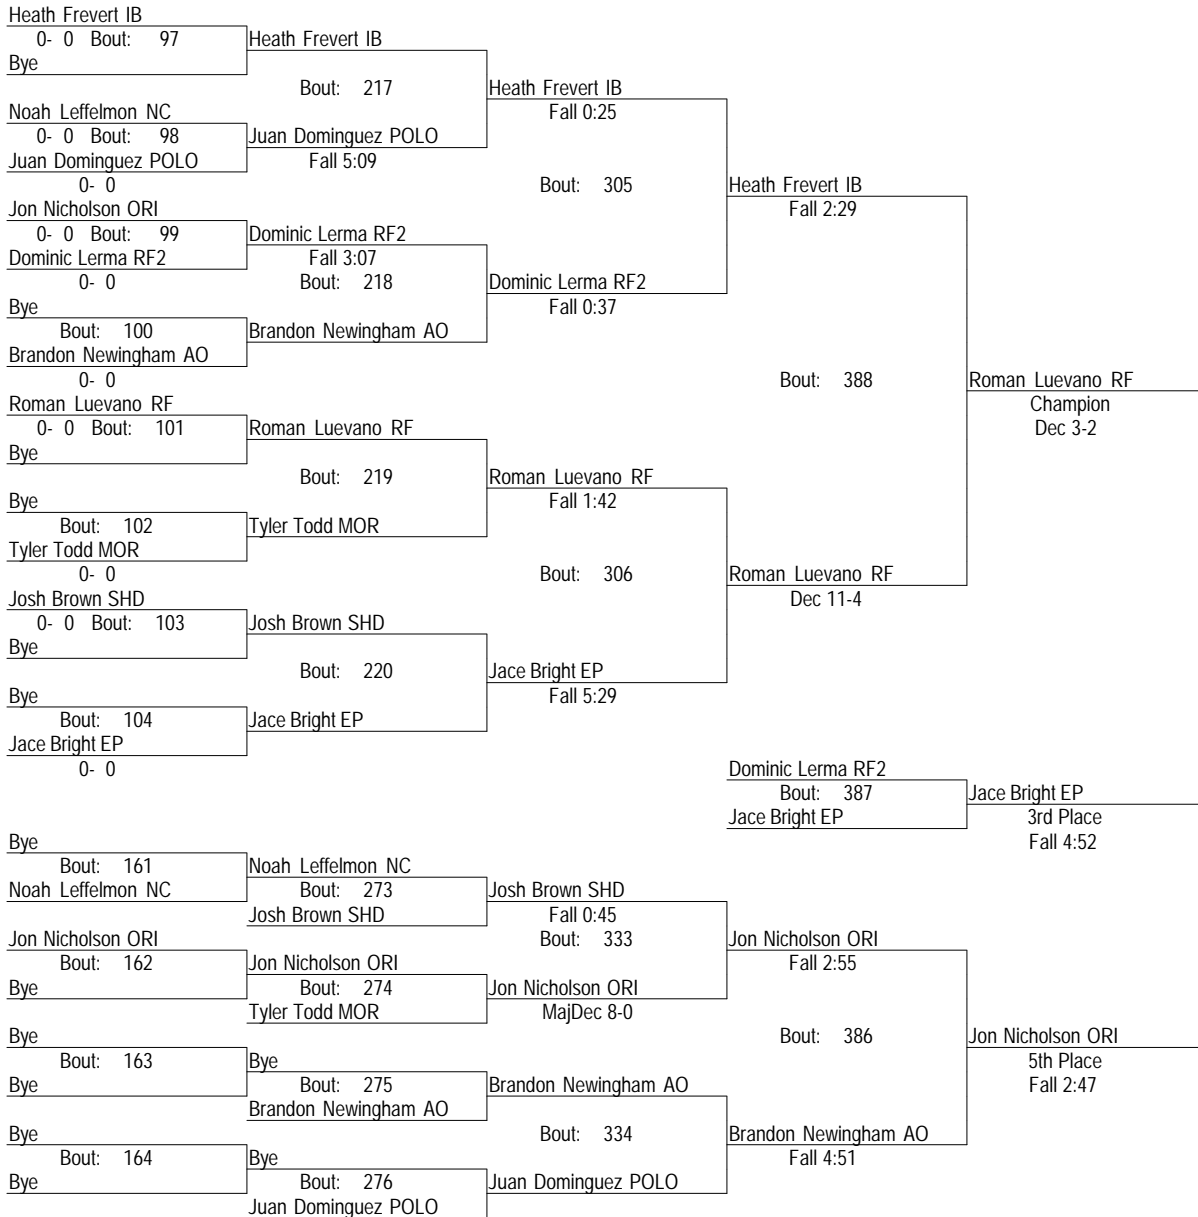 Heath Frevert IB
0- 0 Bout: 97
Heath Frevert IB
Bye
Bout: 217
Heath Frevert IB
Noah Leffelmon NC
Fall 0:25
0- 0 Bout: 98
Juan Dominguez POLO
Juan Dominguez POLO
Fall 5:09
0- 0
Bout: 305
Heath Frevert IB
Jon Nicholson ORI
Fall 2:29
0- 0 Bout: 99
Dominic Lerma RF2
Dominic Lerma RF2
Fall 3:07
0- 0
Bout: 218
Dominic Lerma RF2
Bye
Fall 0:37
Bout: 100
Brandon Newingham AO
Brandon Newingham AO
0- 0
Bout: 388
Roman Luevano RF
Roman Luevano RF
Champion
0- 0 Bout: 101
Roman Luevano RF
Dec 3-2
Bye
Bout: 219
Roman Luevano RF
Bye
Fall 1:42
Bout: 102
Tyler Todd MOR
Tyler Todd MOR
0- 0
Bout: 306
Roman Luevano RF
Josh Brown SHD
Dec 11-4
0- 0 Bout: 103
Josh Brown SHD
Bye
Bout: 220
Jace Bright EP
Bye
Fall 5:29
Bout: 104
Jace Bright EP
Jace Bright EP
0- 0
Dominic Lerma RF2
Bout: 387
Jace Bright EP
Jace Bright EP
3rd Place
Fall 4:52
Bye
Bout: 161
Noah Leffelmon NC
Noah Leffelmon NC
Bout: 273
Josh Brown SHD
Josh Brown SHD
Fall 0:45
Jon Nicholson ORI
Bout: 333
Jon Nicholson ORI
Bout: 162
Jon Nicholson ORI
Fall 2:55
Bye
Bout: 274
Jon Nicholson ORI
Tyler Todd MOR
MajDec 8-0
Bye
Bout: 386
Jon Nicholson ORI
Bout: 163
Bye
5th Place
Bye
Bout: 275
Brandon Newingham AO
Fall 2:47
Brandon Newingham AO
Bye
Bout: 334
Brandon Newingham AO
Bout: 164
Bye
Fall 4:51
Bye
Bout: 276
Juan Dominguez POLO
Juan Dominguez POLO